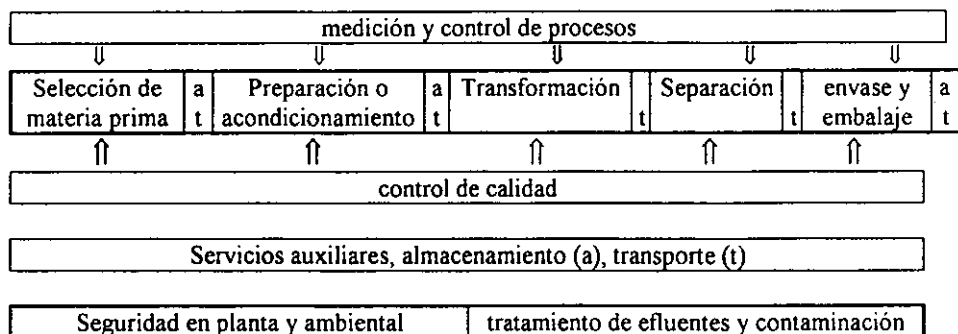 medición y control de procesos
Selección de materia prima a t Preparación o acondicionamiento a t Transformación t Separación t envase y embalaje a t
control de calidad
Servicios auxiliares, almacenamiento (a), transporte (t)
Seguridad en planta y ambiental tratamiento de efluentes y contaminación